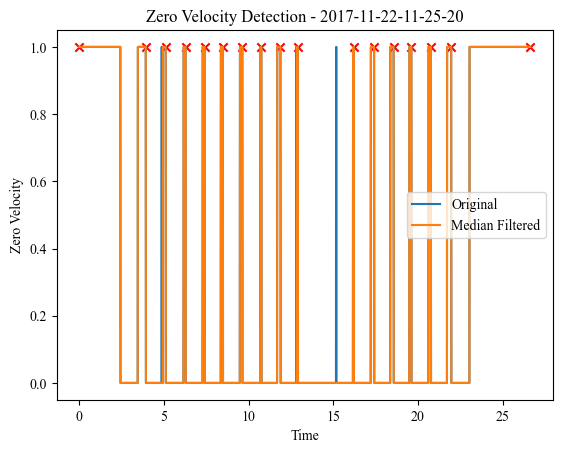 Zero Velocity Detection - 2017-11-22-11-25-20
1.0
0.8
0.6
0.4
0.2
0.0
Zero Velocity
Original
Median Filtered
0 5 10 15 20 25
Time